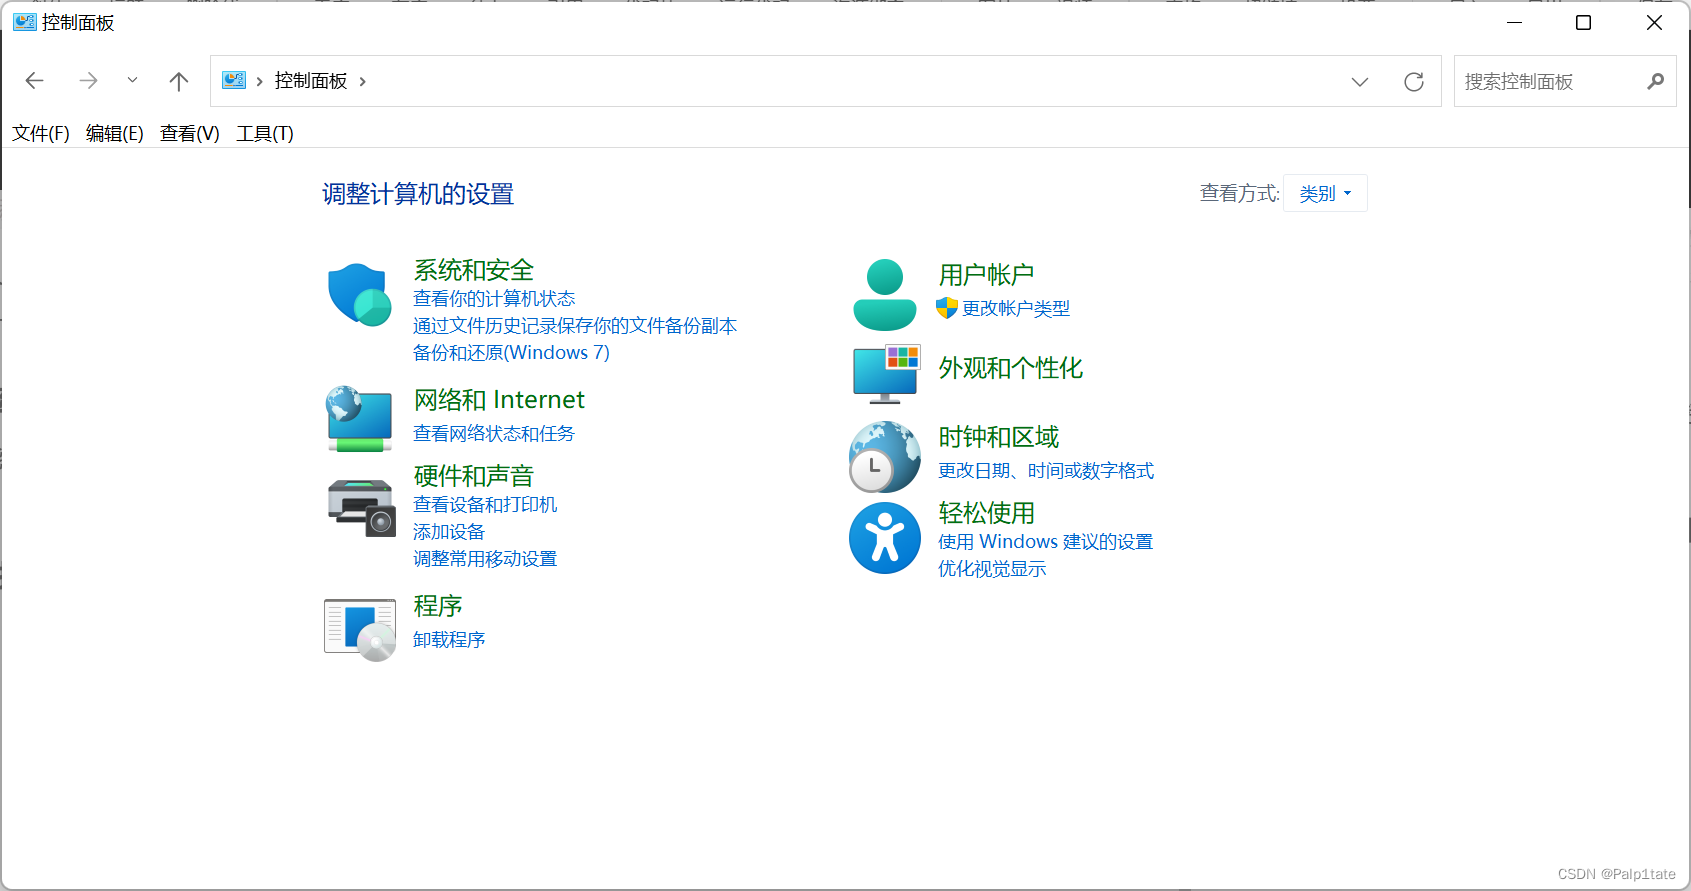 控制面板
控制面板
搜索控制面板
文件(F) 编辑(E) 查看(V) 工具(T)
调整计算机的设置
查看方式: 类别
系统和安全
查看你的计算机状态
通过文件历史记录保存你的文件备份副本
备份和还原(Windows 7)
网络和 Internet
查看网络状态和任务
硬件和声音
查看设备和打印机
添加设备
调整常用移动设置
程序
卸载程序
用户帐户
更改帐户类型
外观和个性化
时钟和区域
更改日期、时间或数字格式
轻松使用
使用 Windows 建议的设置
优化视觉显示
CSDN @Palp1tate